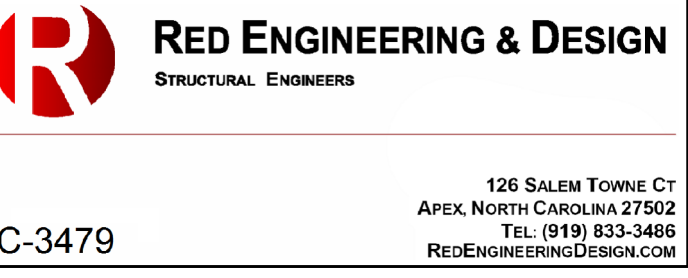 R
RED ENGINEERING & DESIGN
STRUCTURAL ENGINEERS
126 SALEM TOWNE CT
APEX, NORTH CAROLINA 27502
TEL: (919) 833-3486
REDENGINEERINGDESIGN.COM
C-3479